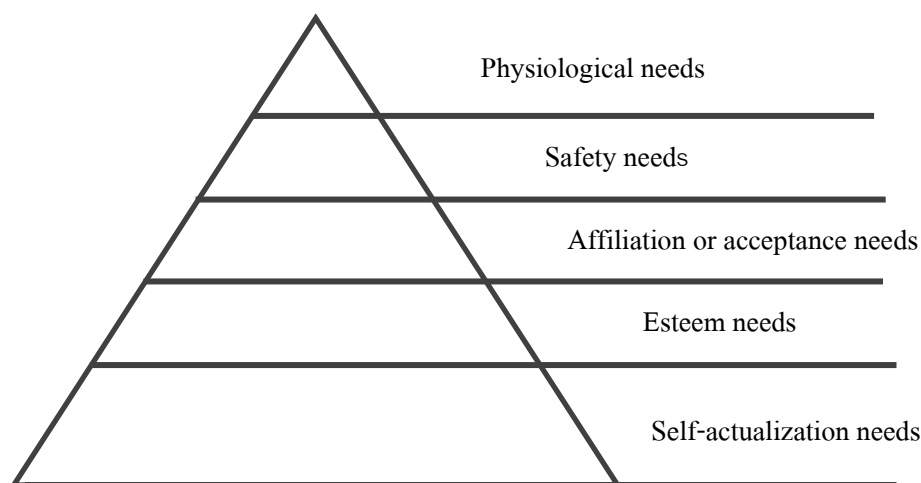 Physiological needs
Safety needs
Affiliation or acceptance needs
Esteem needs
Self-actualization needs